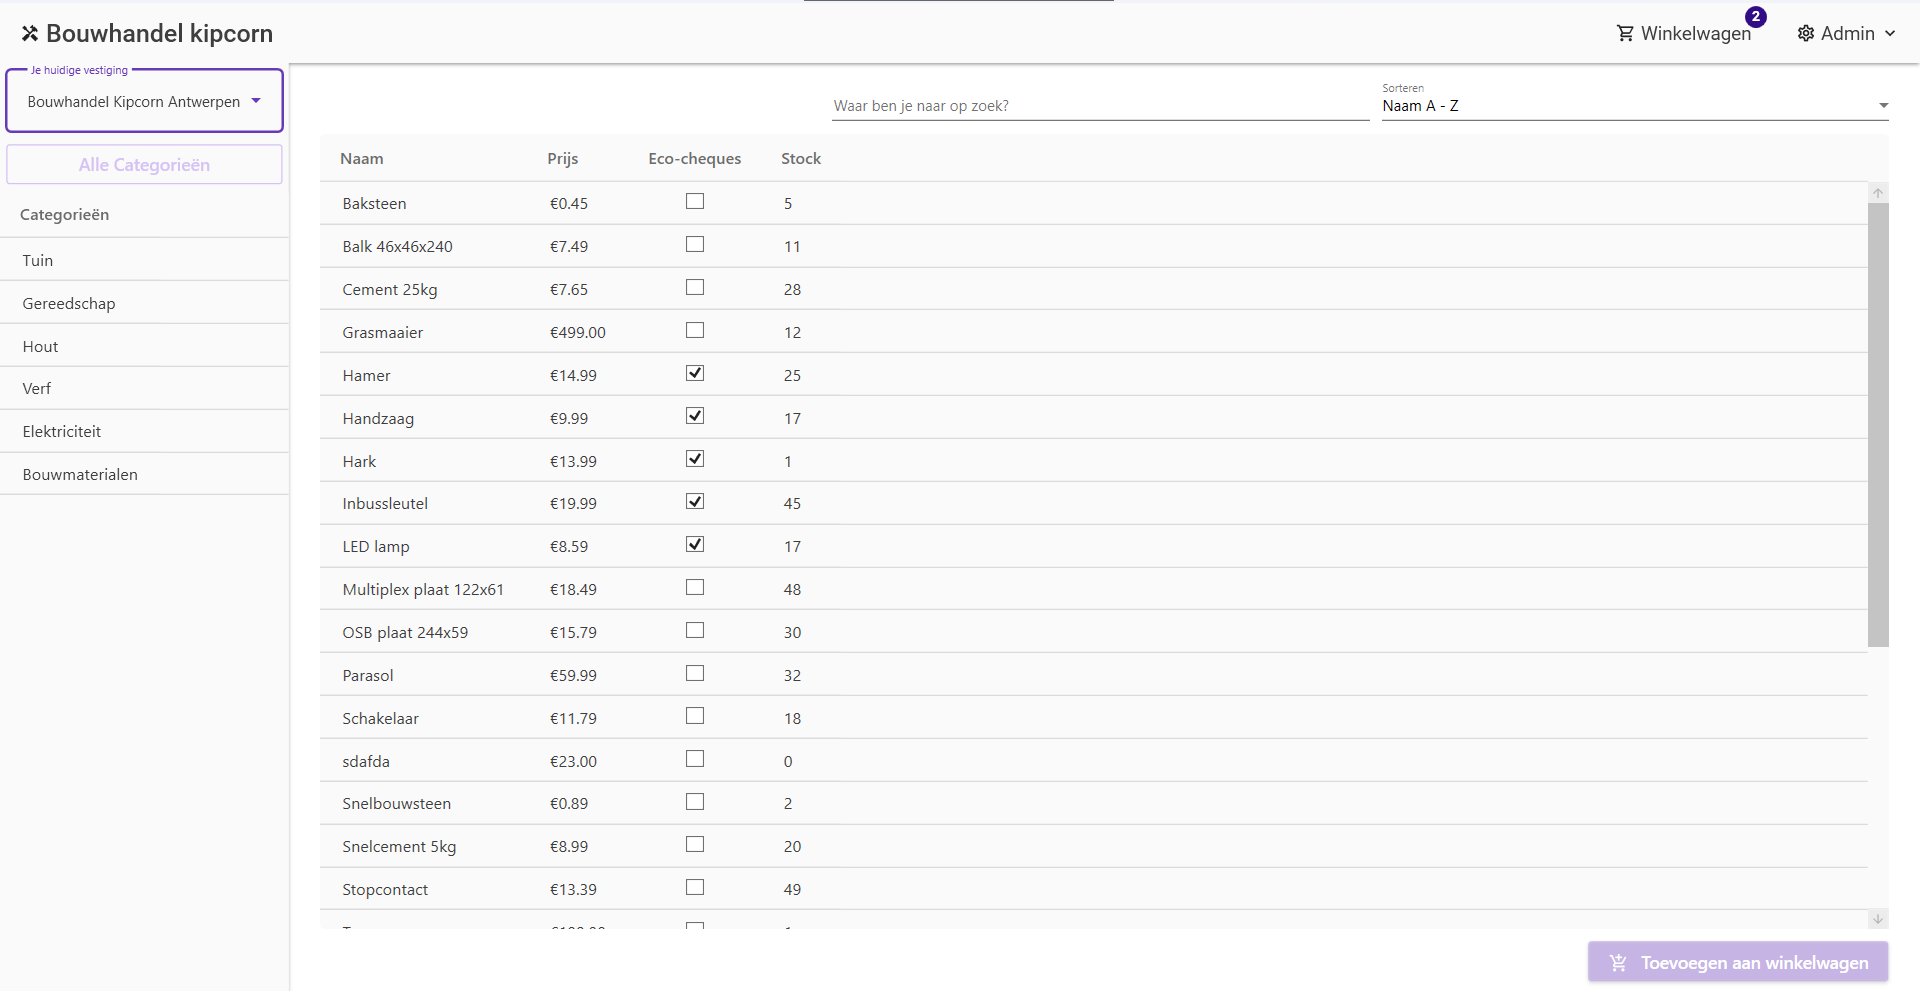 Bouwhandel kipcorn
Winkelwagen 2
Admin
Je huidige vestiging
Bouwhandel Kipcorn Antwerpen
Alle Categorieën
Categorieën
Tuin
Gereedschap
Hout
Verf
Elektriciteit
Bouwmaterialen
Waar ben je naar op zoek?
Sorteren
Naam A - Z
Naam Prijs Eco-cheques Stock
Baksteen €0.45 5
Balk 46x46x240 €7.49 11
Cement 25kg €7.65 28
Grasmaaier €499.00 12
Hamer €14.99 25
Handzaag €9.99 17
Hark €13.99 1
Inbussleutel €19.99 45
LED lamp €8.59 17
Multiplex plaat 122x61 €18.49 48
OSB plaat 244x59 €15.79 30
Parasol €59.99 32
Schakelaar €11.79 18
sdafda €23.00 0
Snelbouwsteen €0.89 2
Snelcement 5kg €8.99 20
Stopcontact €13.39 49
Toevoegen aan winkelwagen